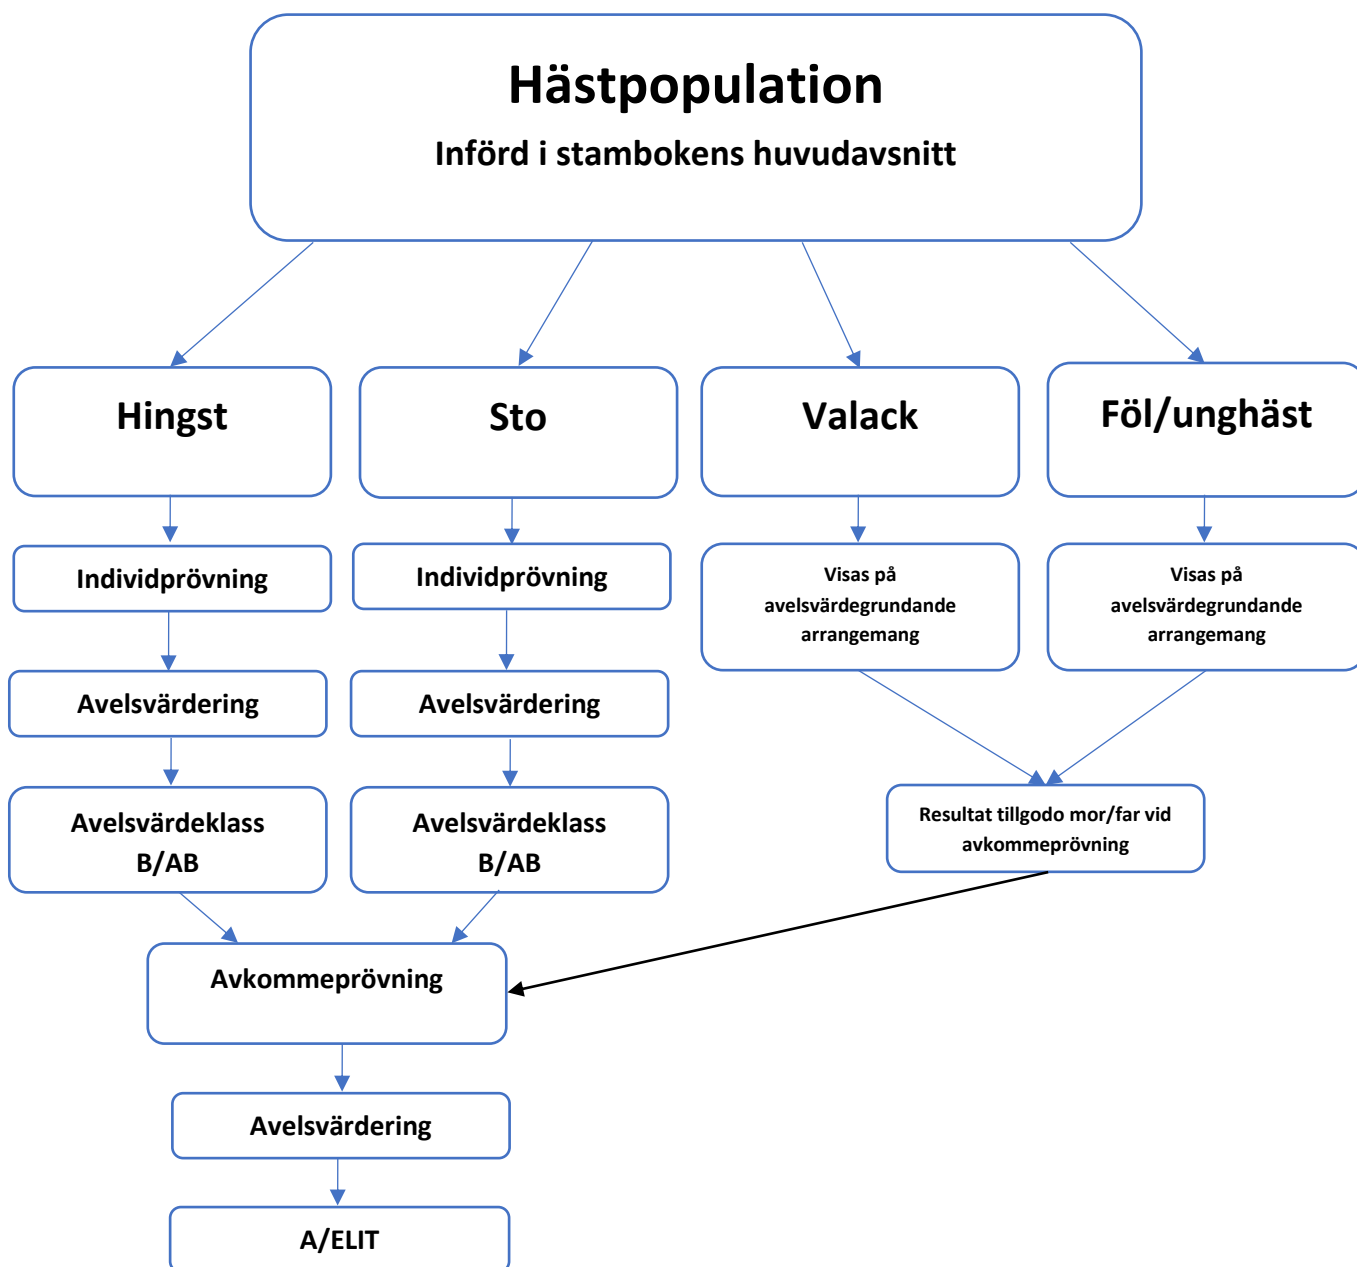 Hästpopulation
Införd i stambokens huvudavsnitt
Hingst
Sto
Valack
Föl/unghäst
Individprövning
Individprövning
Visas på
avelsvärdegrundande
arrangemang
Visas på
avelsvärdegrundande
arrangemang
Avelsvärdering
Avelsvärdering
Avelsvärdeklass
B/AB
Avelsvärdeklass
B/AB
Resultat tillgodo mor/far vid
avkommeprövning
Avkommeprövning
Avelsvärdering
A/ELIT